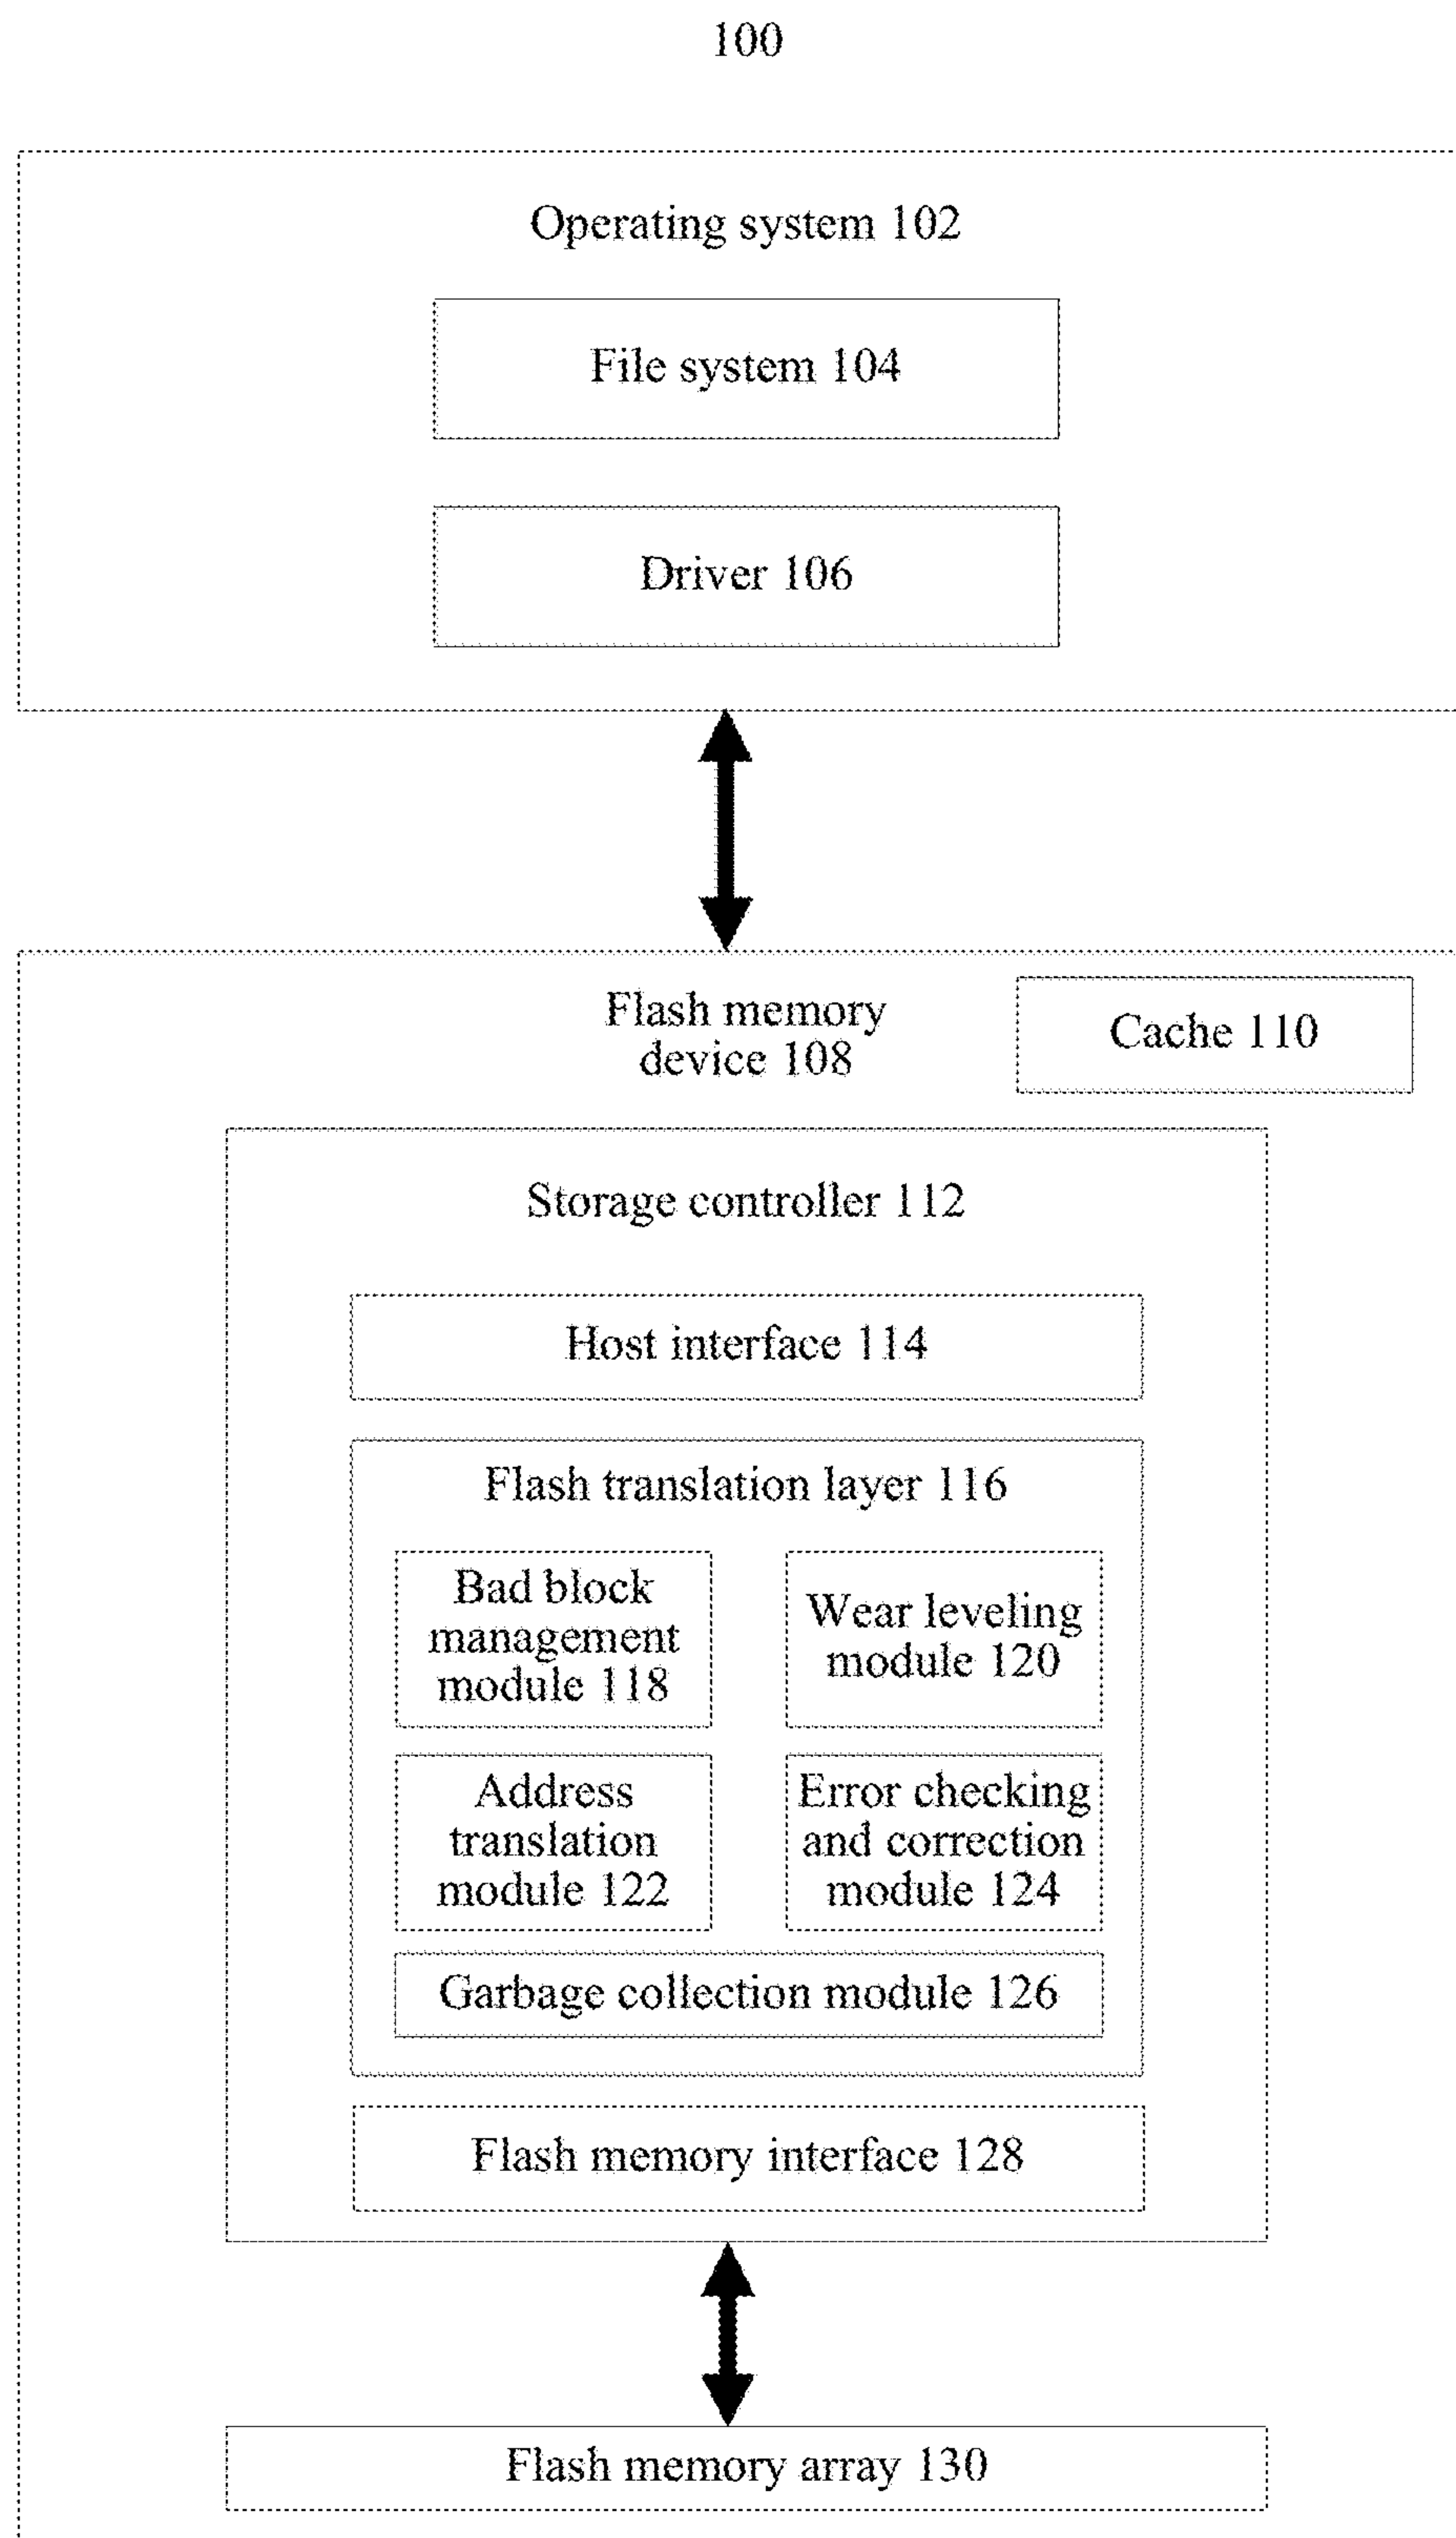 100
Operating system 102
File system 104
Driver 106
Flash memory
device 108
Cache 110
Storage controller 112
Host interface 114
Flash translation layer 116
Bad block
management
module 118
Wear leveling
module 120
Address
translation
module 122
Error checking
and correction
module 124
Garbage collection module 126
Flash memory interface 128
Flash memory array 130